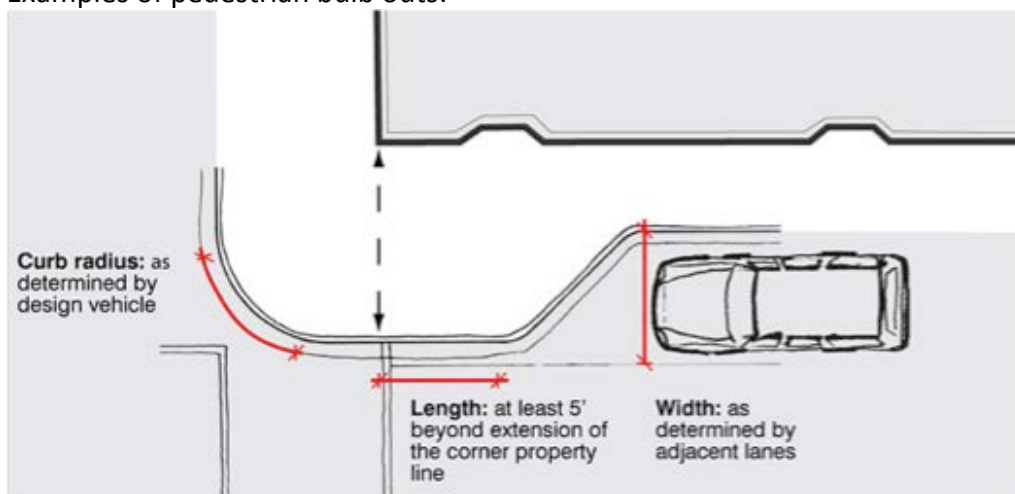 Examples of pedestrian bulb outs:
Curb radius: as
determined by
design vehicle
Length: at least 5'
beyond extension of
the corner property
line
Width: as
determined by
adjacent lanes